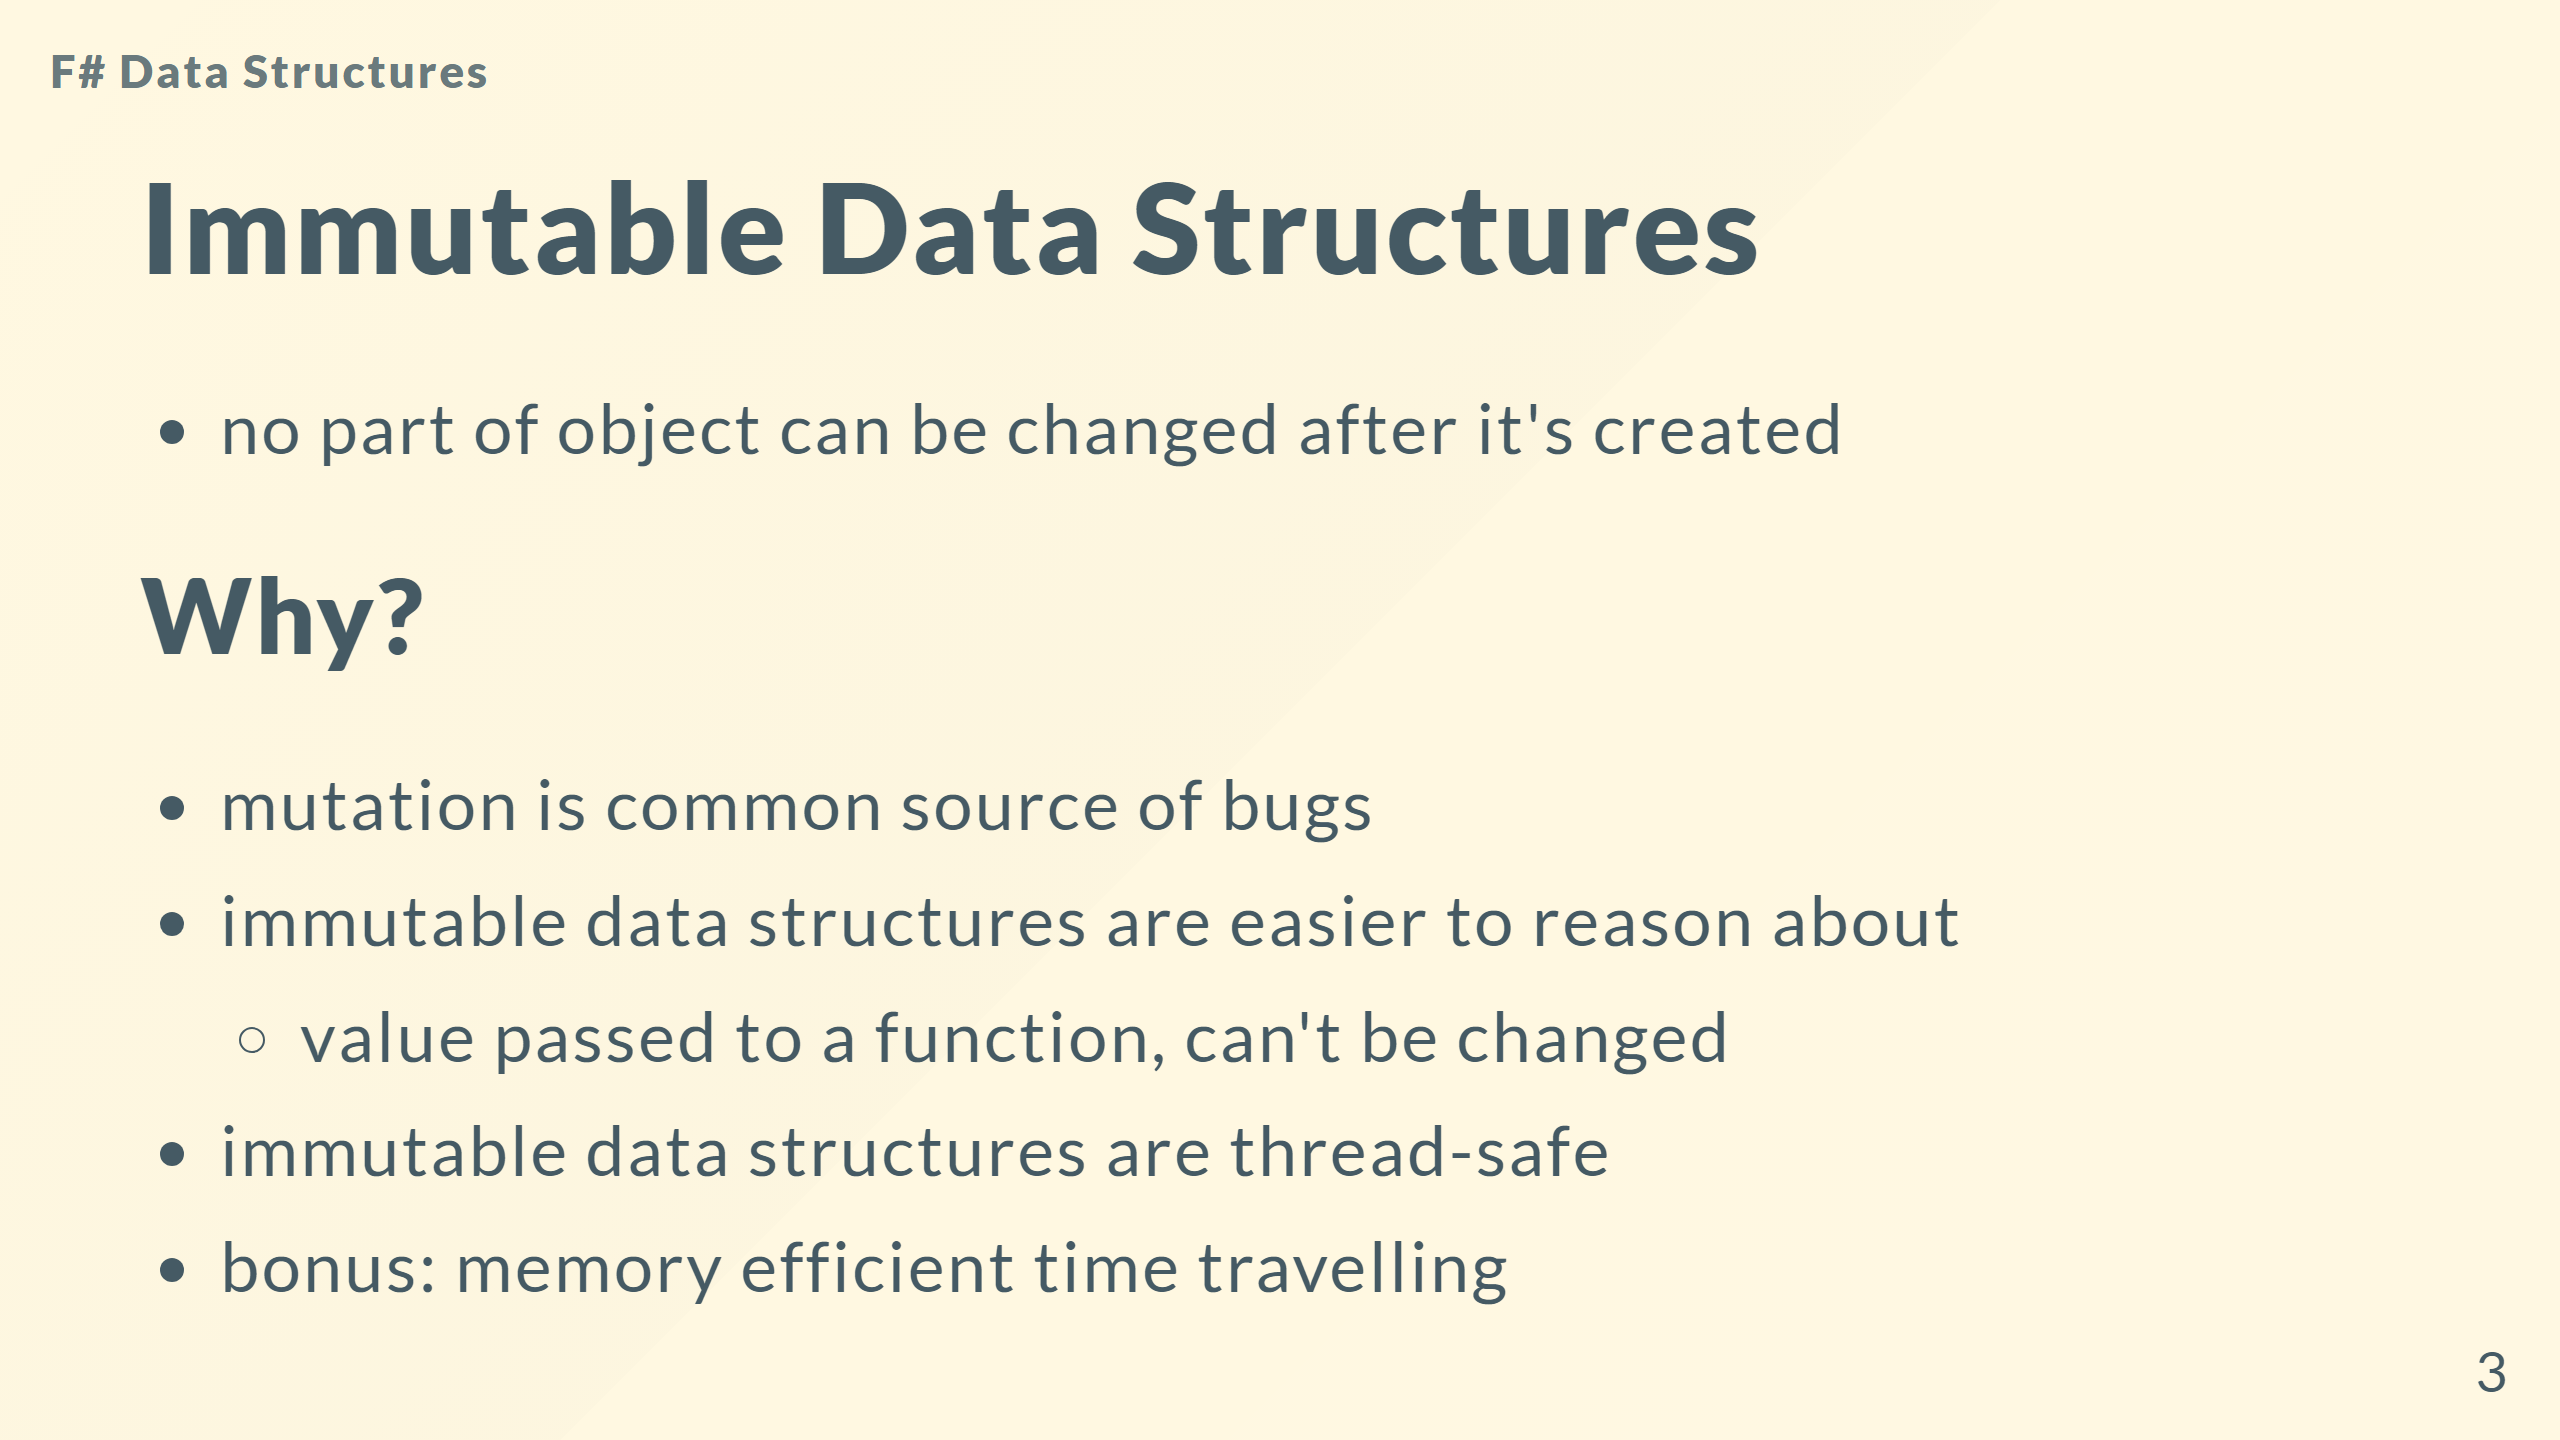 F# Data Structures
Immutable Data Structures
no part of object can be changed after it's created
Why?
mutation is common source of bugs
immutable data structures are easier to reason about
value passed to a function, can't be changed
immutable data structures are thread-safe
bonus: memory efficient time travelling
3